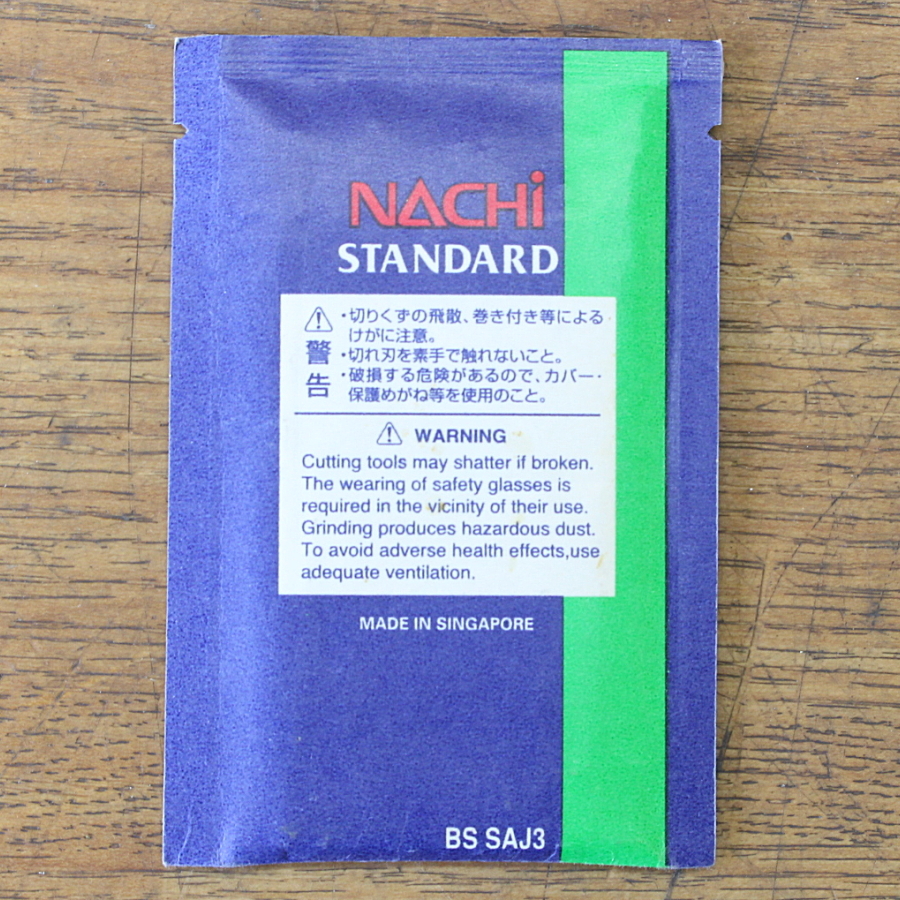 NACHi
STANDARD
・切りくずの飛散、巻き付き等による
けがに注意。
警告
・切れ刃を素手で触れないこと。
・破損する危険があるので、カバー・
保護めがね等を使用のこと。
WARNING
Cutting tools may shatter if broken.
The wearing of safety glasses is
required in the vicinity of their use.
Grinding produces hazardous dust.
To avoid adverse health effects,use
adequate ventilation.
MADE IN SINGAPORE
BS SAJ3